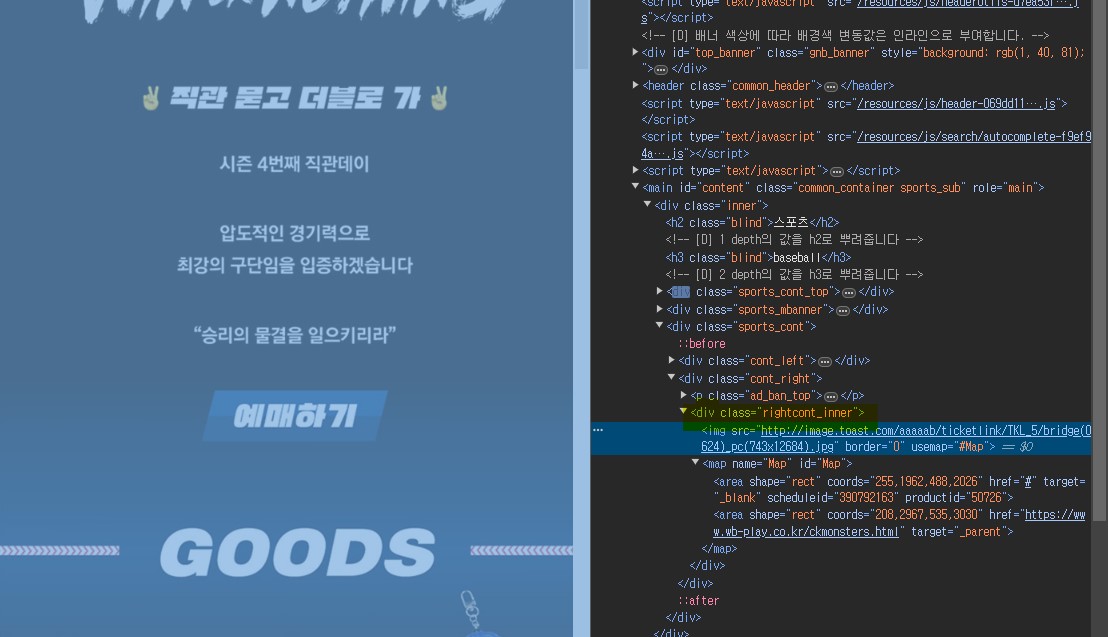 ✌ 직관 묻고 더블로 가 ✌
시즌 4번째 직관데이
압도적인 경기력으로
최강의 구단임을 입증하겠습니다
“승리의 물결을 일으키리라”
예매하기
GOODS
s"></script>
<!-- [D] 배너 색상에 따라 배경색 변동값은 인라인으로 부여합니다. -->
▶<div id="top_banner" class="gnb_banner" style="background: rgb(1, 40, 81);
">⋯</div>
▶<header class="common_header">⋯</header>
<script type="text/javascript" src="/resources/js/header-069dd11….js">
</script>
<script type="text/javascript" src="/resources/js/search/autocomplete-f9ef9
4a….js"></script>
▶<script type="text/javascript">⋯</script>
▼<main id="content" class="common_container sports_sub" role="main">
▼<div class="inner">
<h2 class="blind">스포츠</h2>
<!-- [D] 1 depth의 값을 h2로 뿌려줍니다 -->
<h3 class="blind">baseball</h3>
<!-- [D] 2 depth의 값을 h3로 뿌려줍니다 -->
▶<div class="sports_cont_top">⋯</div>
▶<div class="sports_mbanner">⋯</div>
▼<div class="sports_cont">
::before
▶<div class="cont_left">⋯</div>
▼<div class="cont_right">
▶<p class="ad_ban_top">⋯</p>
▼<div class="rightcont_inner">
⋯ <img src="http://image.toast.com/aaaaab/ticketlink/TKL_5/bridge(0
624)_pc(743x12684).jpg" border="0" usemap="#Map"> == $0
▼<map name="Map" id="Map">
<area shape="rect" coords="255,1962,488,2026" href="#" target=
"_blank" scheduleid="390792163" productid="50726">
<area shape="rect" coords="208,2967,535,3030" href="https://ww
w.wb-play.co.kr/ckmonsters.html" target="_parent">
</map>
</div>
</div>
::after
</div>
</div>